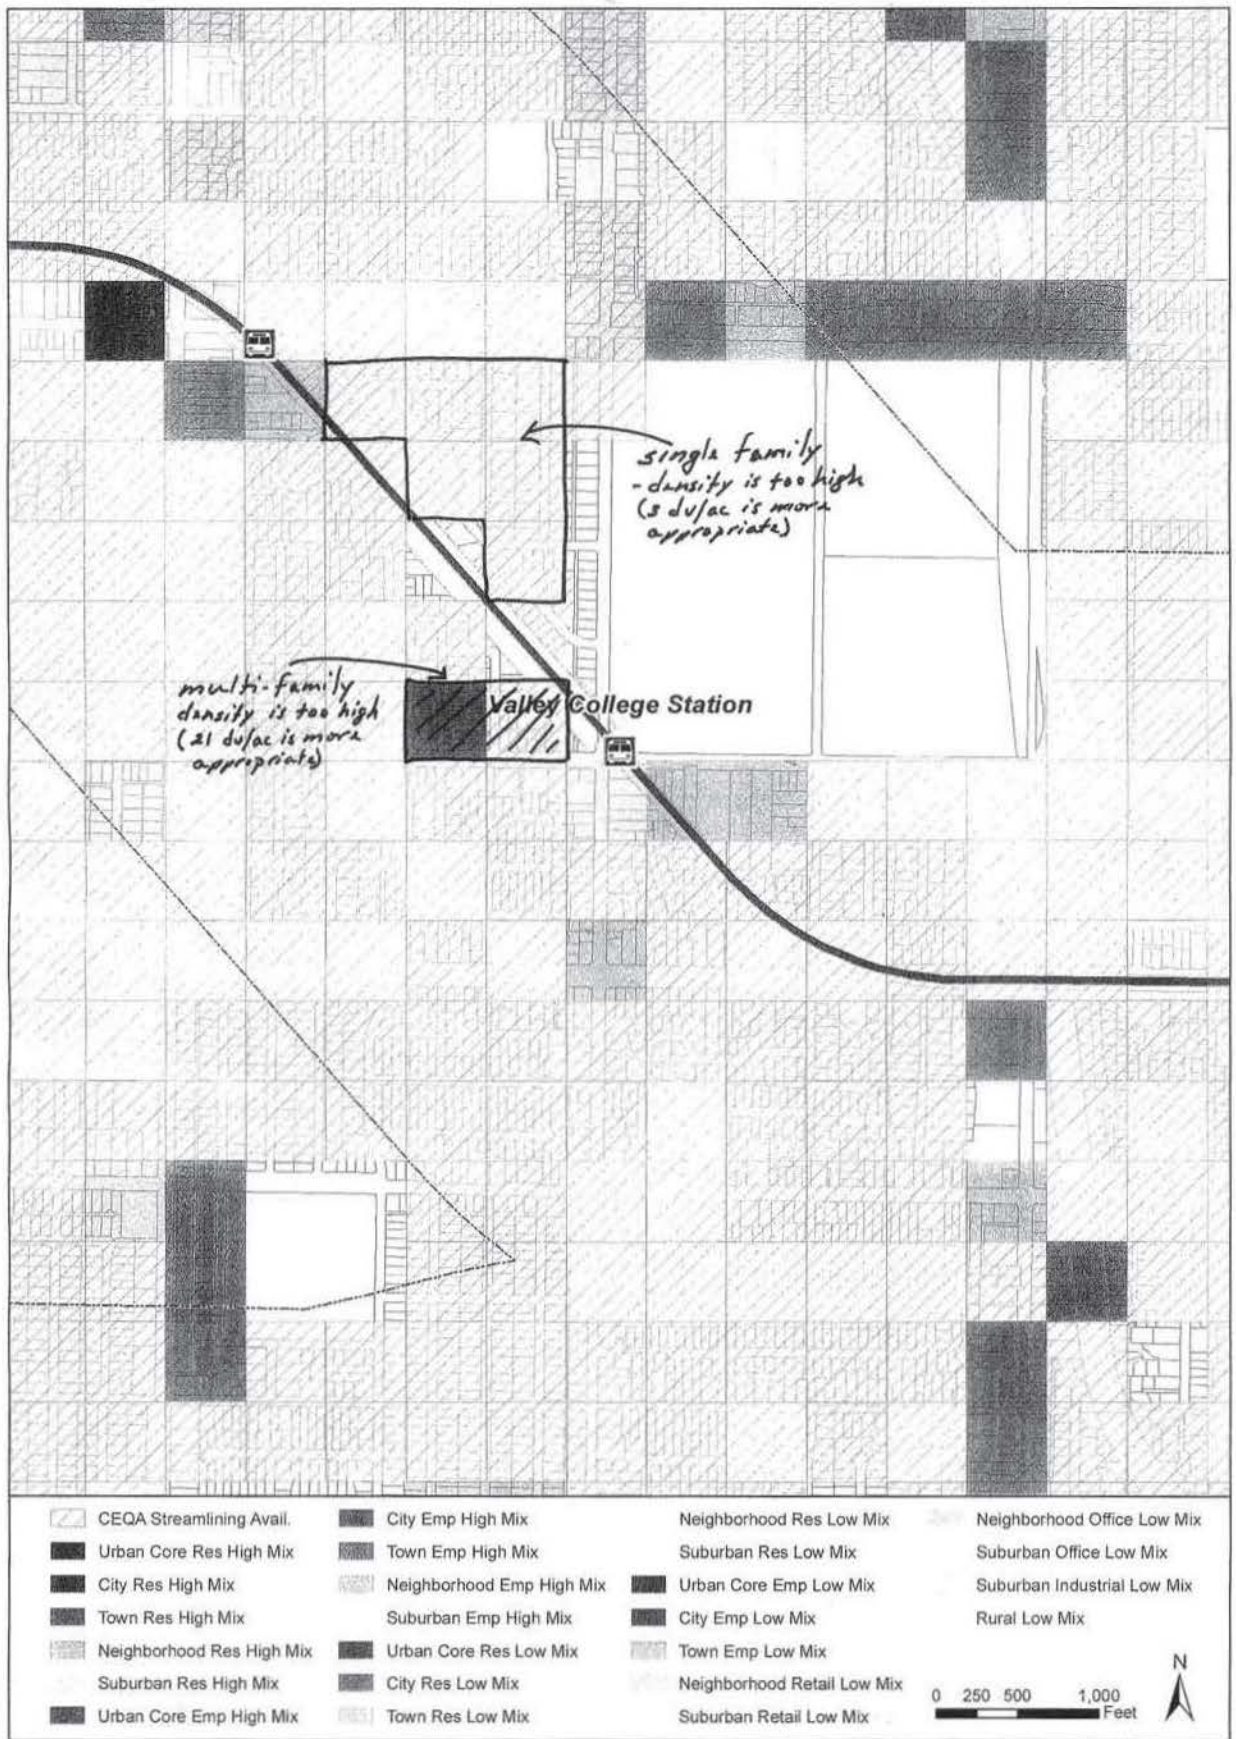 single family
- density is too high
(5 du/ac is more
appropriate)
multi-family
density is too high
(21 du/ac is more
appropriate)
Valley College Station
CEQA Streamlining Avail.
Urban Core Res High Mix
City Res High Mix
Town Res High Mix
Neighborhood Res High Mix
Suburban Res High Mix
Urban Core Emp High Mix
City Emp High Mix
Town Emp High Mix
Neighborhood Emp High Mix
Suburban Emp High Mix
Urban Core Res Low Mix
City Res Low Mix
Town Res Low Mix
Neighborhood Res Low Mix
Suburban Res Low Mix
Urban Core Emp Low Mix
City Emp Low Mix
Town Emp Low Mix
Neighborhood Retail Low Mix
Suburban Retail Low Mix
Neighborhood Office Low Mix
Suburban Office Low Mix
Suburban Industrial Low Mix
Rural Low Mix
N
0 250 500 1,000
Feet